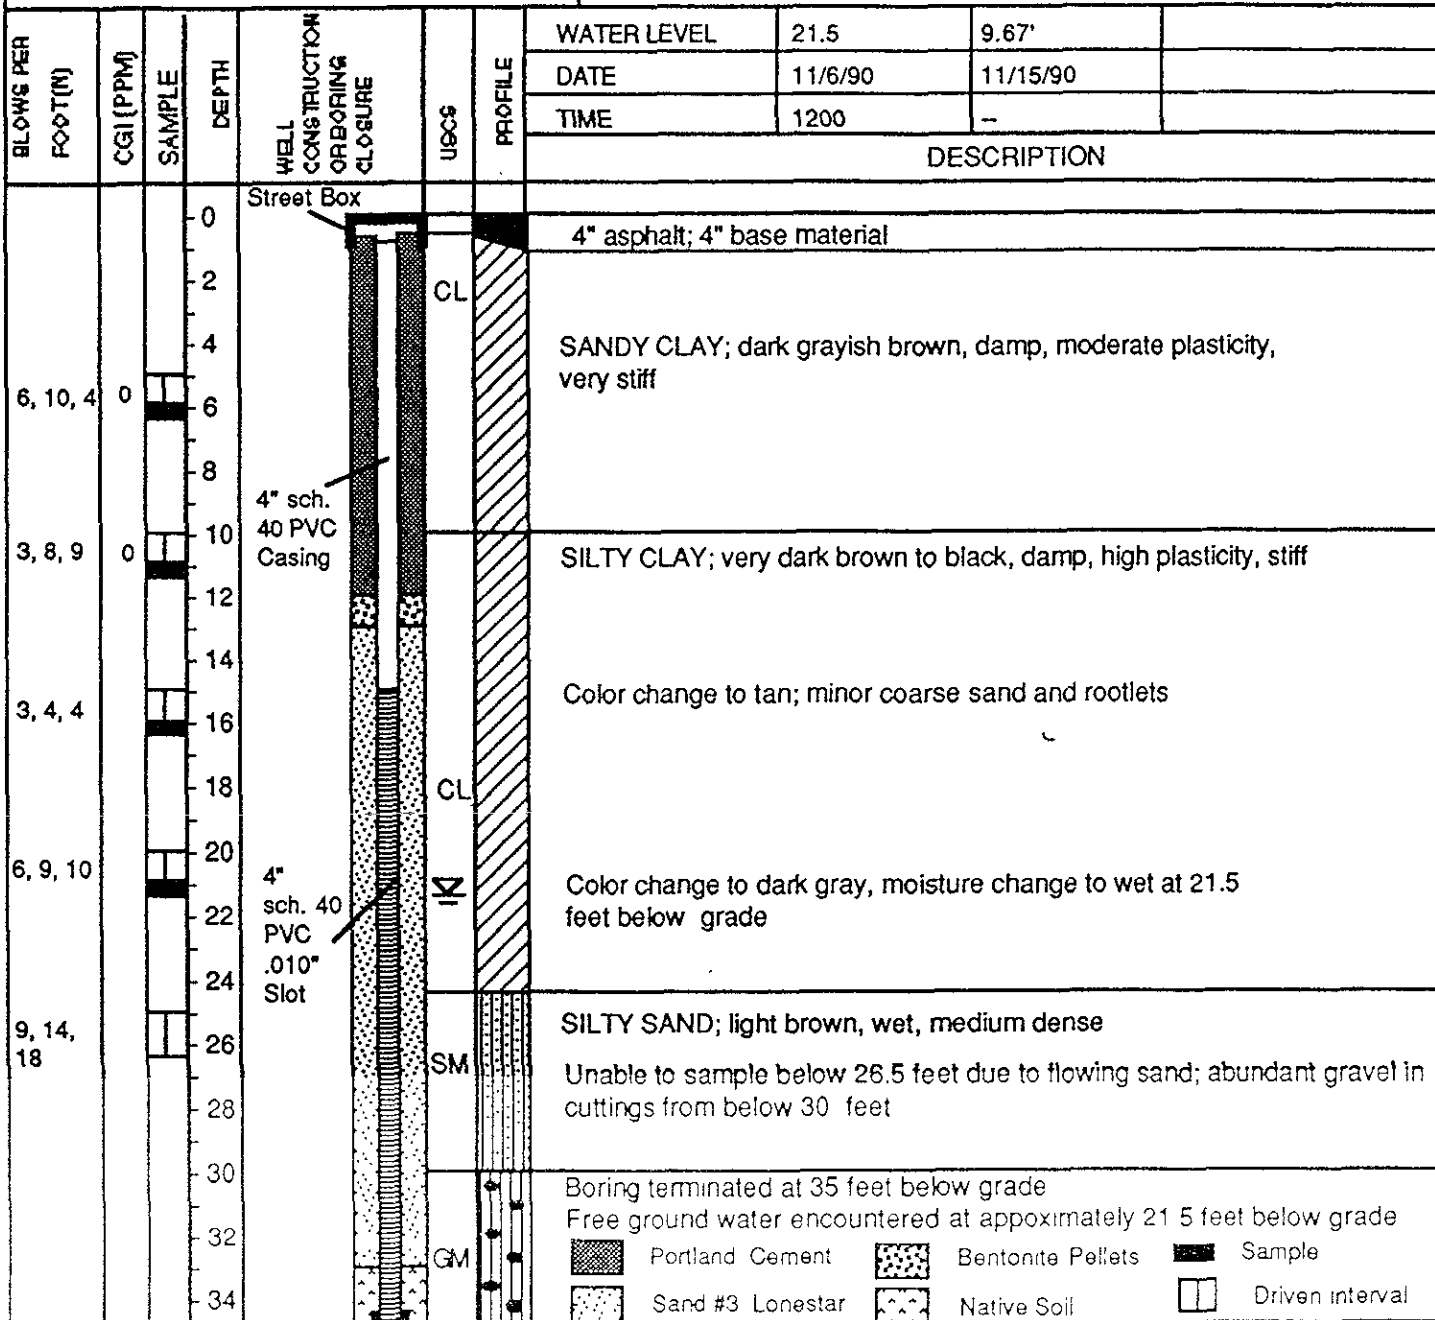 WATER LEVEL 21.5 9.67'
DATE 11/6/90 11/15/90
TIME 1200 --
BLOWS PER FOOT(N)
CGI (PPM)
SAMPLE
DEPTH
WELL CONSTRUCTION OR BORING CLOSURE
USCS
PROFILE
DESCRIPTION
Street Box
0
4" asphalt; 4" base material
2
CL
4
SANDY CLAY; dark grayish brown, damp, moderate plasticity,
very stiff
6, 10, 4 0 6
8
4" sch.
40 PVC
Casing
10
3, 8, 9 0
SILTY CLAY; very dark brown to black, damp, high plasticity, stiff
12
14
Color change to tan; minor coarse sand and rootlets
3, 4, 4 16
18
CL
20
6, 9, 10
4"
sch. 40
PVC
.010"
Slot
Color change to dark gray, moisture change to wet at 21.5
feet below grade
22
24
SILTY SAND; light brown, wet, medium dense
9, 14,
18
26
SM
Unable to sample below 26.5 feet due to flowing sand; abundant gravel in
cuttings from below 30 feet
28
30
Boring terminated at 35 feet below grade
Free ground water encountered at appoximately 21 5 feet below grade
32
GM
Portland Cement Bentonite Pellets Sample
34
Sand #3 Lonestar Native Soil Driven interval